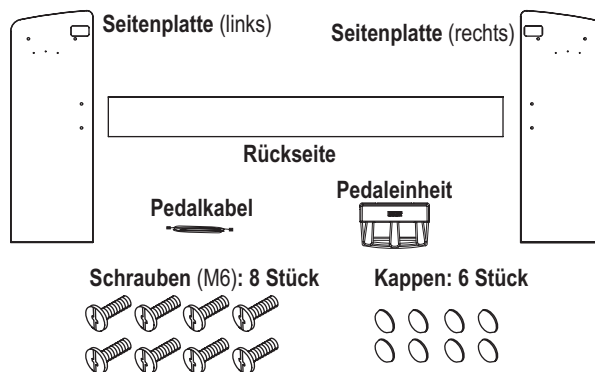 Seitenplatte (links)
Seitenplatte (rechts)
Rückseite
Pedalkabel
Pedaleinheit
Schrauben (M6): 8 Stück
Kappen: 6 Stück